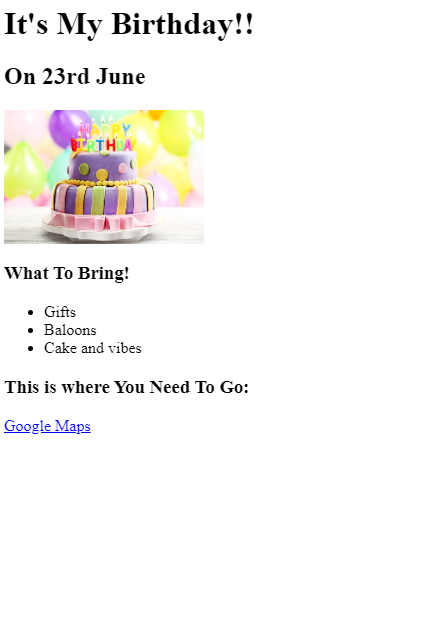 It's My Birthday!!
On 23rd June
HAPPY
BIRTHDAY
What To Bring!
Gifts
Baloons
Cake and vibes
This is where You Need To Go:
Google Maps